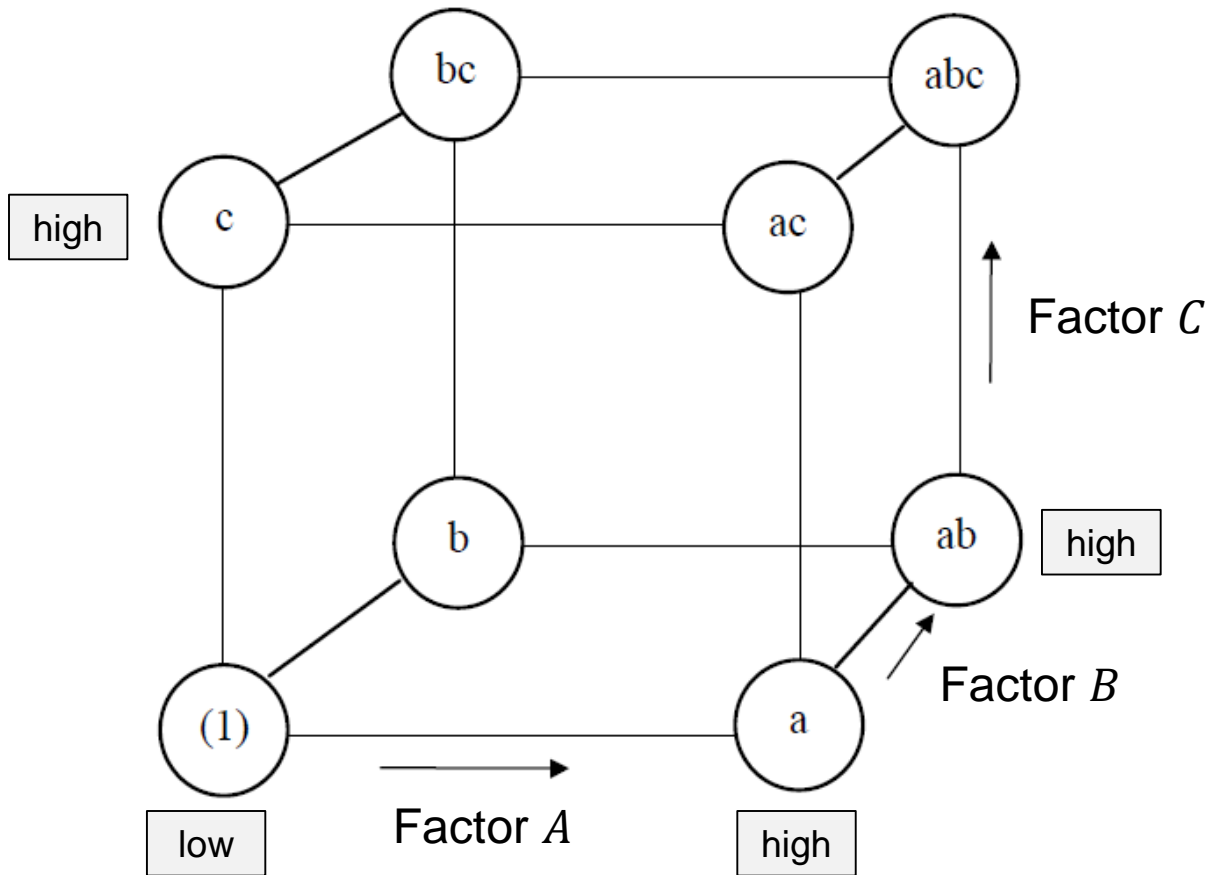 bc
abc
c
ac
high
Factor C
b
ab
high
Factor B
(1)
a
Factor A
low
high